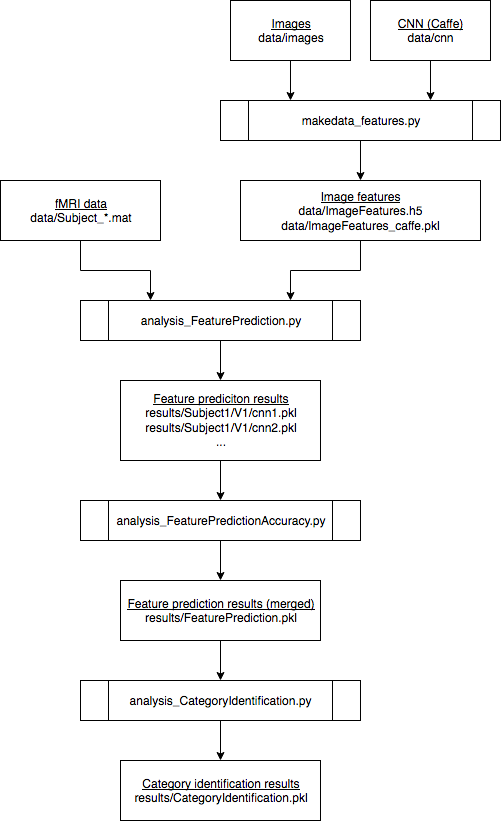 Images
data/images
CNN (Caffe)
data/cnn
makedata_features.py
fMRI data
data/Subject_*.mat
Image features
data/ImageFeatures.h5
data/ImageFeatures_caffe.pkl
analysis_FeaturePrediction.py
Feature prediciton results
results/Subject1/V1/cnn1.pkl
results/Subject1/V1/cnn2.pkl
...
analysis_FeaturePredictionAccuracy.py
Feature prediction results (merged)
results/FeaturePrediction.pkl
analysis_CategoryIdentification.py
Category identification results
results/CategoryIdentification.pkl